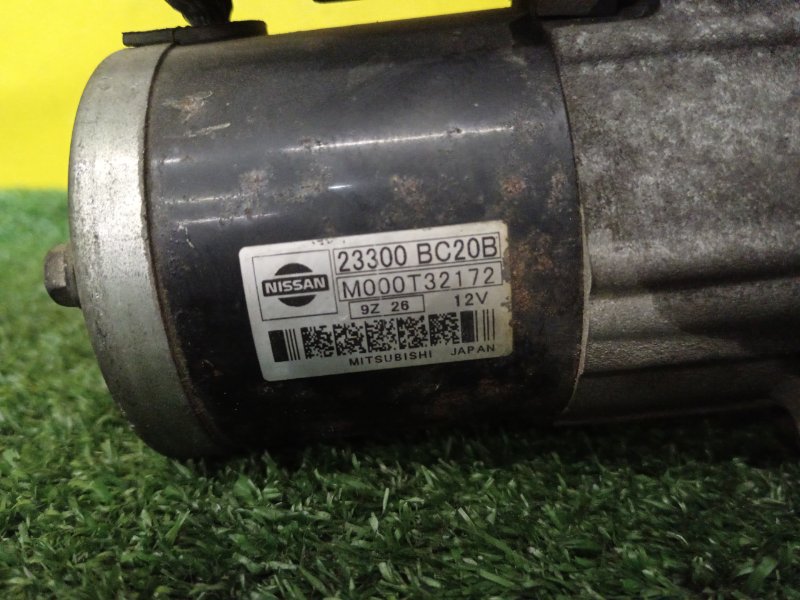 23300 BC20B
NISSAN
M000T32172
9Z 26 12V
MITSUBISHI JAPAN